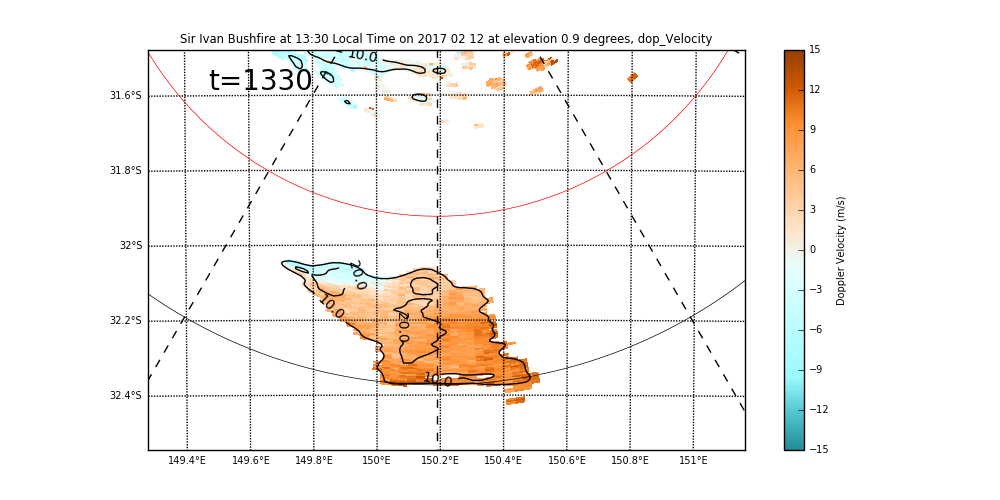 Sir Ivan Bushfire at 13:30 Local Time on 2017 02 12 at elevation 0.9 degrees, dop_Velocity
t=1330
10.0
31.6°S
31.8°S
32°S
32.2°S
32.4°S
20.0
10.0
20.0
10.0
149.4°E 149.6°E 149.8°E 150°E 150.2°E 150.4°E 150.6°E 150.8°E 151°E
15
12
9
6
3
0
−3
−6
−9
−12
−15
Doppler Velocity (m/s)